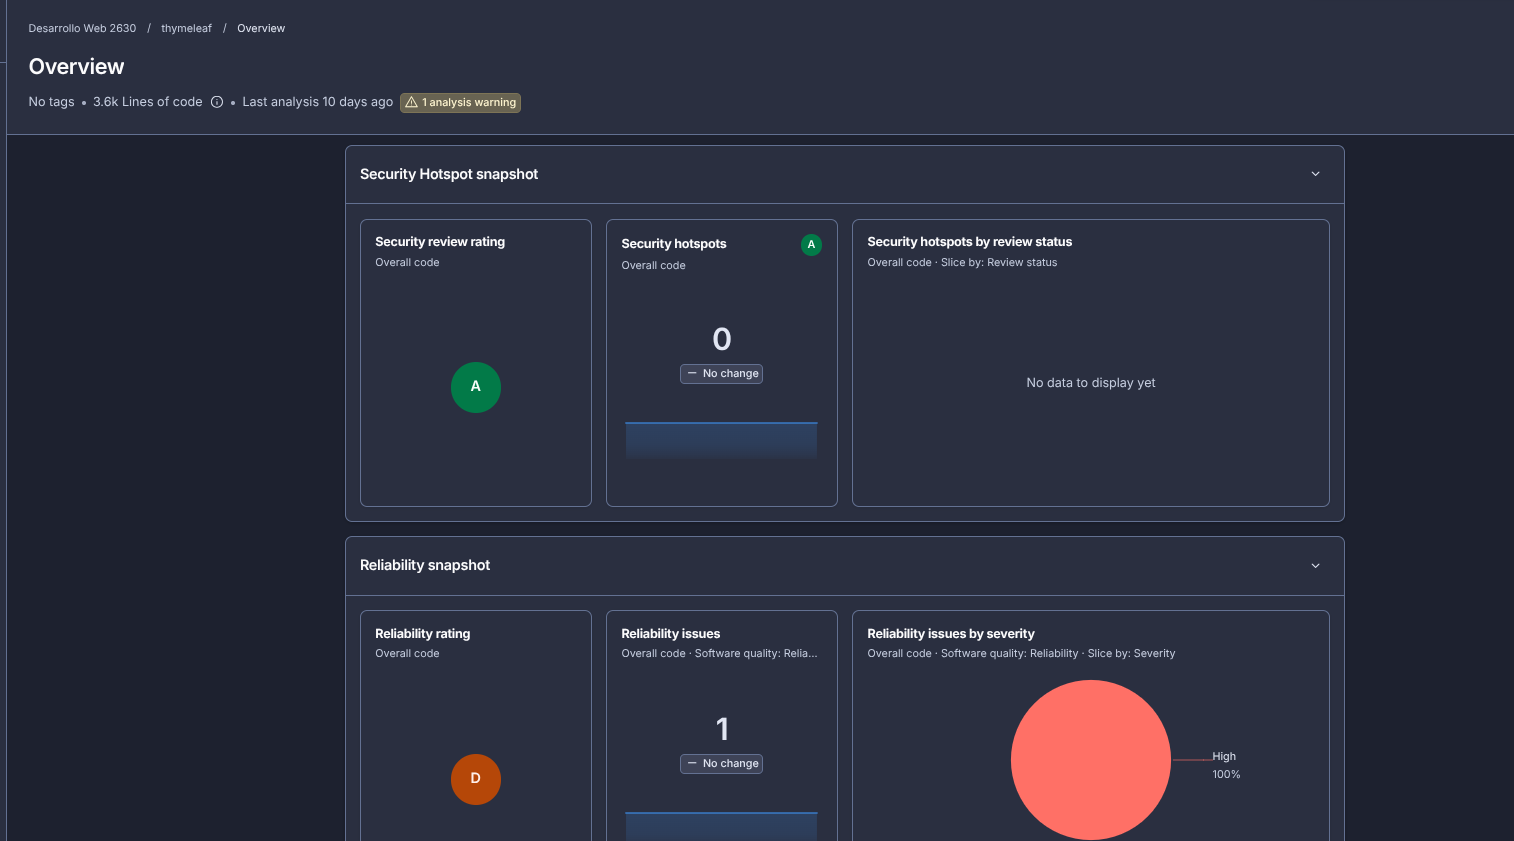 Desarrollo Web 2630 / thymeleaf / Overview
Overview
No tags • 3.6k Lines of code • Last analysis 10 days ago 1 analysis warning
Security Hotspot snapshot
Security review rating
Overall code
A
Security hotspots
A
Overall code
0
No change
Security hotspots by review status
Overall code · Slice by: Review status
No data to display yet
Reliability snapshot
Reliability rating
Overall code
D
Reliability issues
Overall code · Software quality: Relia...
1
No change
Reliability issues by severity
Overall code · Software quality: Reliability · Slice by: Severity
High
100%